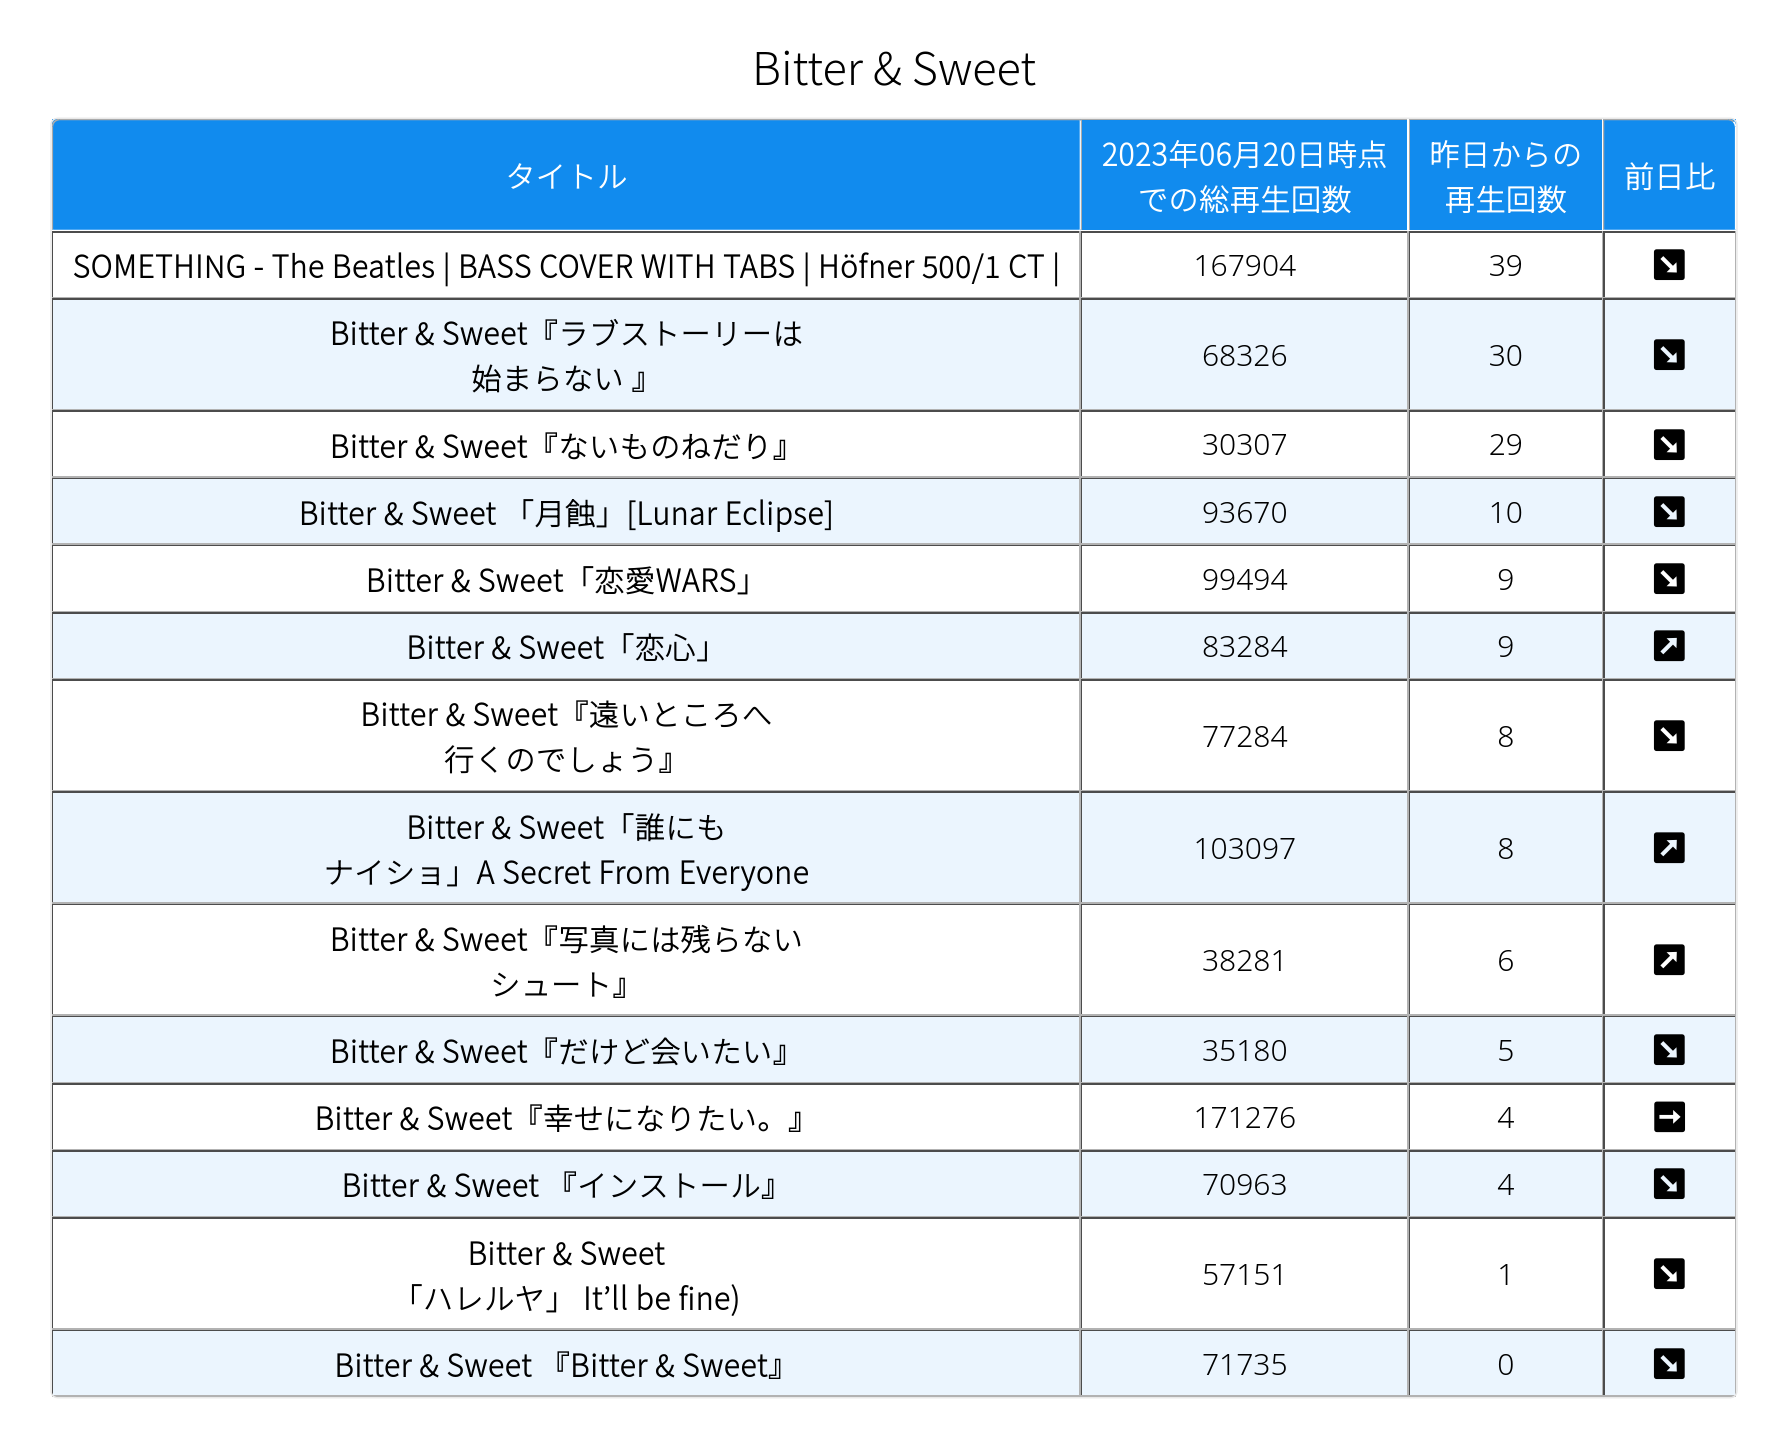 Bitter & Sweet
タイトル
2023年06月20日時点
での総再生回数
昨日からの
再生回数
前日比
SOMETHING - The Beatles | BASS COVER WITH TABS | Höfner 500/1 CT | 167904 39 ↘
Bitter & Sweet『ラブストーリーは
始まらない 』 68326 30 ↘
Bitter & Sweet『ないものねだり』 30307 29 ↘
Bitter & Sweet 「月蝕」[Lunar Eclipse] 93670 10 ↘
Bitter & Sweet「恋愛WARS」 99494 9 ↘
Bitter & Sweet「恋心」 83284 9 ↗
Bitter & Sweet『遠いところへ
行くのでしょう』 77284 8 ↘
Bitter & Sweet「誰にも
ナイショ」A Secret From Everyone 103097 8 ↗
Bitter & Sweet『写真には残らない
シュート』 38281 6 ↗
Bitter & Sweet『だけど会いたい』 35180 5 ↘
Bitter & Sweet『幸せになりたい。』 171276 4 →
Bitter & Sweet 『インストール』 70963 4 ↘
Bitter & Sweet
「ハレルヤ」 It’ll be fine) 57151 1 ↘
Bitter & Sweet 『Bitter & Sweet』 71735 0 ↘